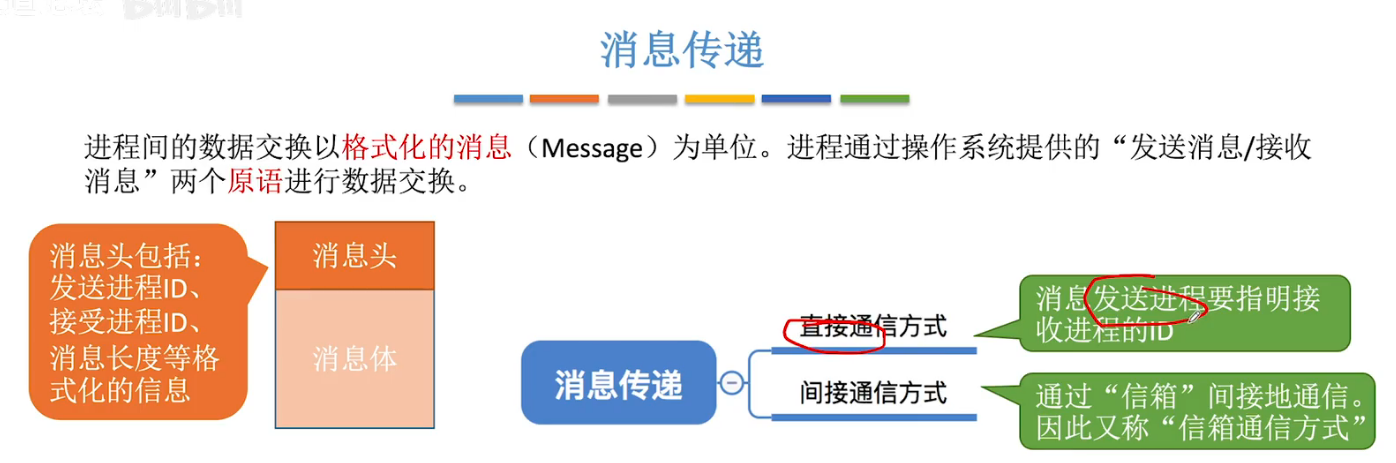 消息传递
进程间的数据交换以格式化的消息（Message）为单位。进程通过操作系统提供的“发送消息/接收
消息”两个原语进行数据交换。
消息头包括：
发送进程ID、
接受进程ID、
消息长度等格
式化的信息
消息头
消息体
消息传递
直接通信方式
消息发送进程要指明接
收进程的ID
间接通信方式
通过“信箱”间接地通信。
因此又称“信箱通信方式”